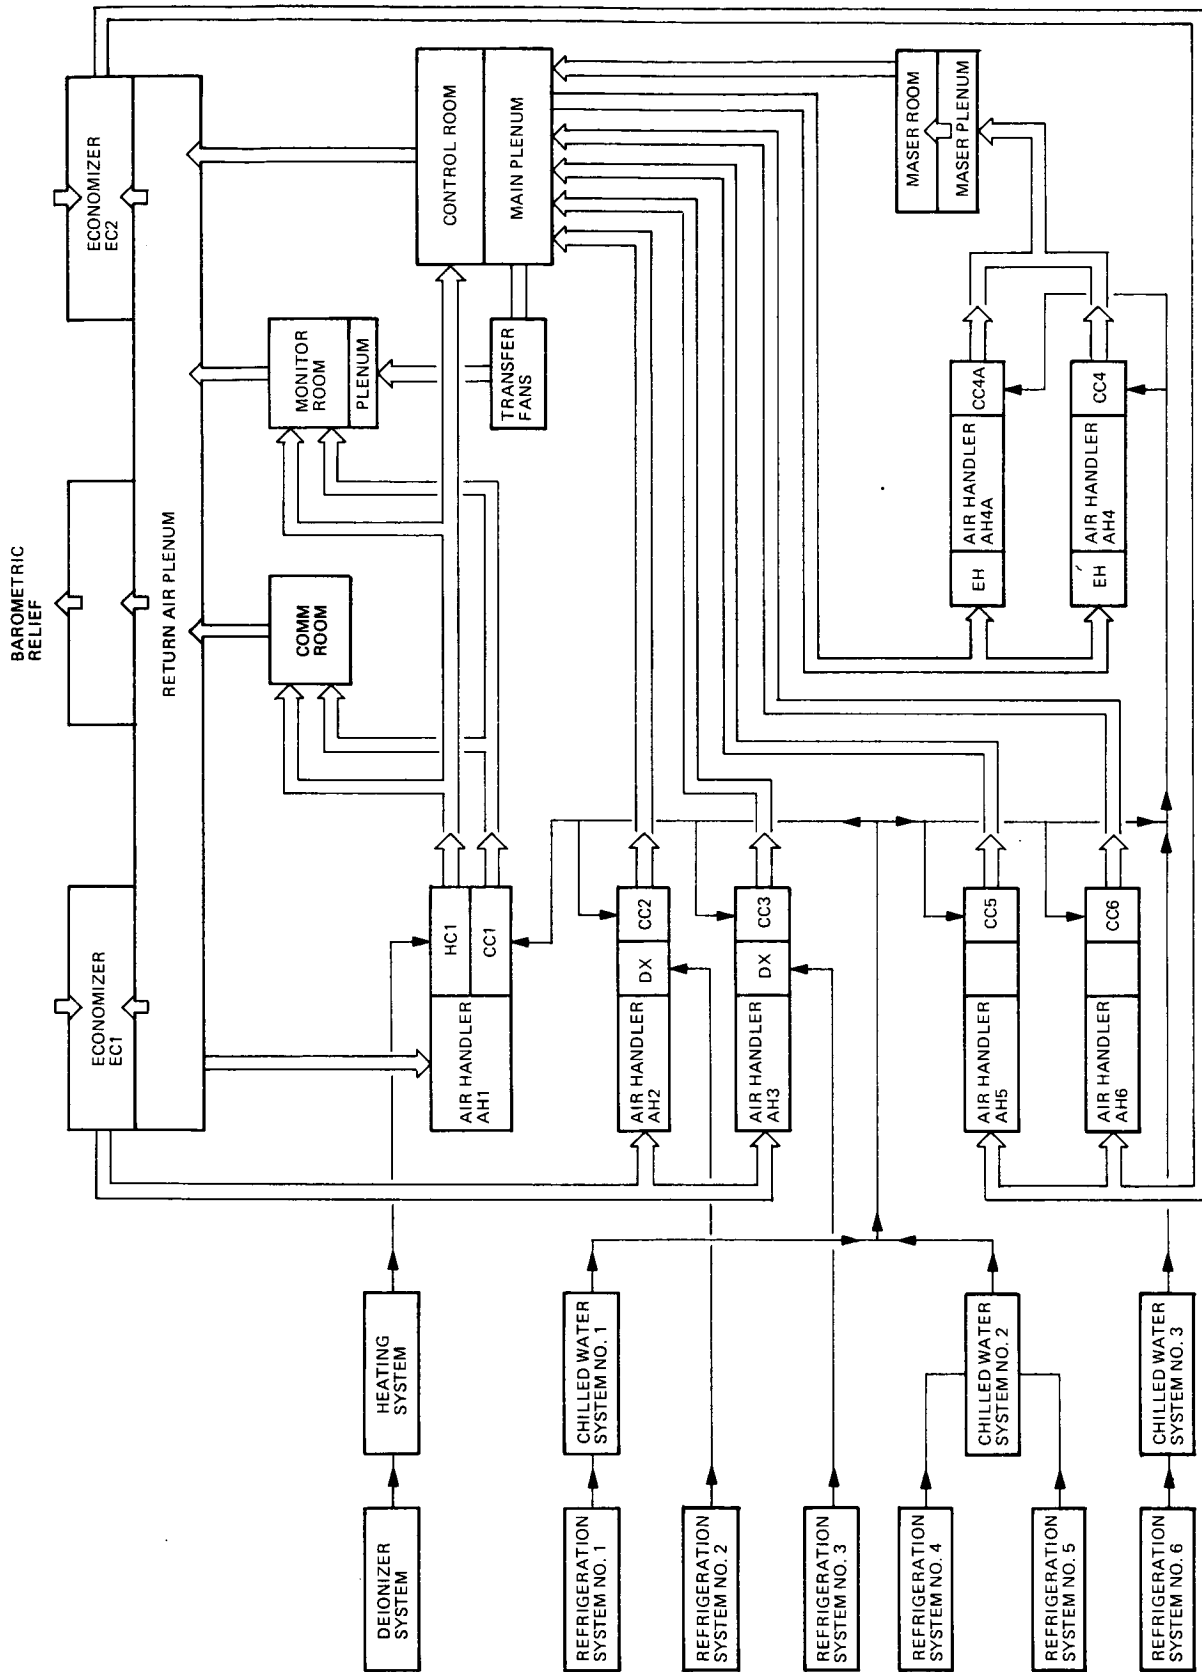 DEIONIZER
SYSTEM
HEATING
SYSTEM
REFRIGERATION
SYSTEM NO. 1
CHILLED WATER
SYSTEM NO. 1
REFRIGERATION
SYSTEM NO. 2
REFRIGERATION
SYSTEM NO. 3
REFRIGERATION
SYSTEM NO. 4
CHILLED WATER
SYSTEM NO. 2
REFRIGERATION
SYSTEM NO. 5
REFRIGERATION
SYSTEM NO. 6
CHILLED WATER
SYSTEM NO. 3
ECONOMIZER
EC1
BAROMETRIC
RELIEF
ECONOMIZER
EC2
RETURN AIR PLENUM
AIR HANDLER
AH1
HC1
CC1
AIR HANDLER
AH2
DX
CC2
AIR HANDLER
AH3
DX
CC3
AIR HANDLER
AH5
CC5
AIR HANDLER
AH6
CC6
COMM
ROOM
MONITOR
ROOM
PLENUM
TRANSFER
FANS
CONTROL ROOM
MAIN PLENUM
EH
AIR HANDLER
AH4A
CC4A
EH
AIR HANDLER
AH4
CC4
MASER ROOM
MASER PLENUM